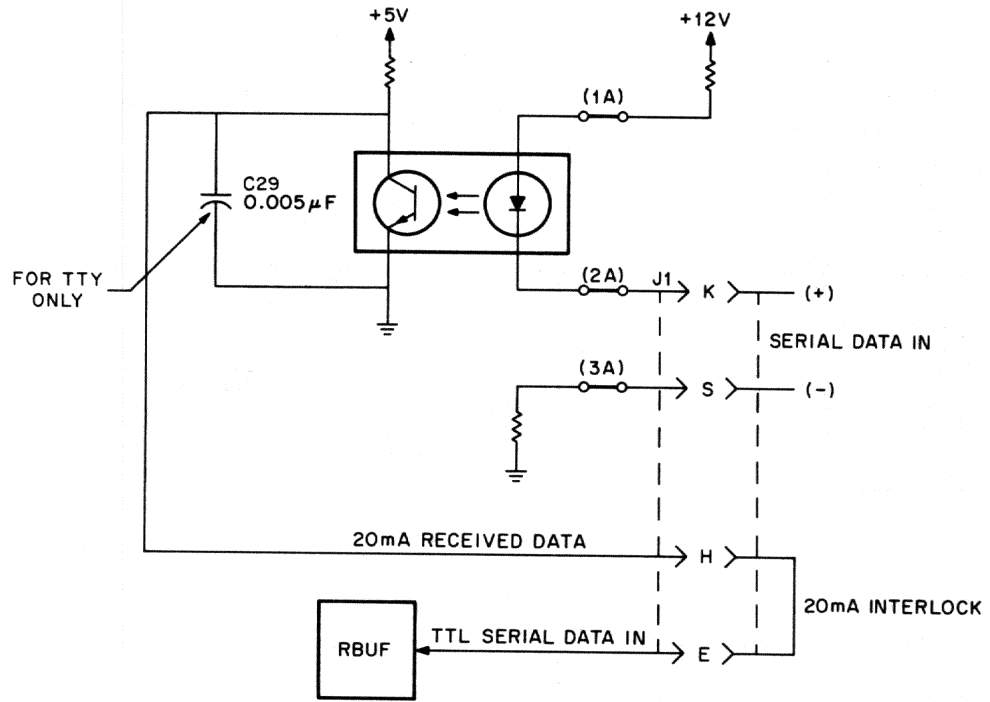 +5V
+12V
(1A)
C29
0.005μF
FOR TTY
ONLY
(2A)
J1
K
(+)
SERIAL DATA IN
(3A)
S
(-)
20mA RECEIVED DATA
H
20mA INTERLOCK
RBUF
TTL SERIAL DATA IN
E